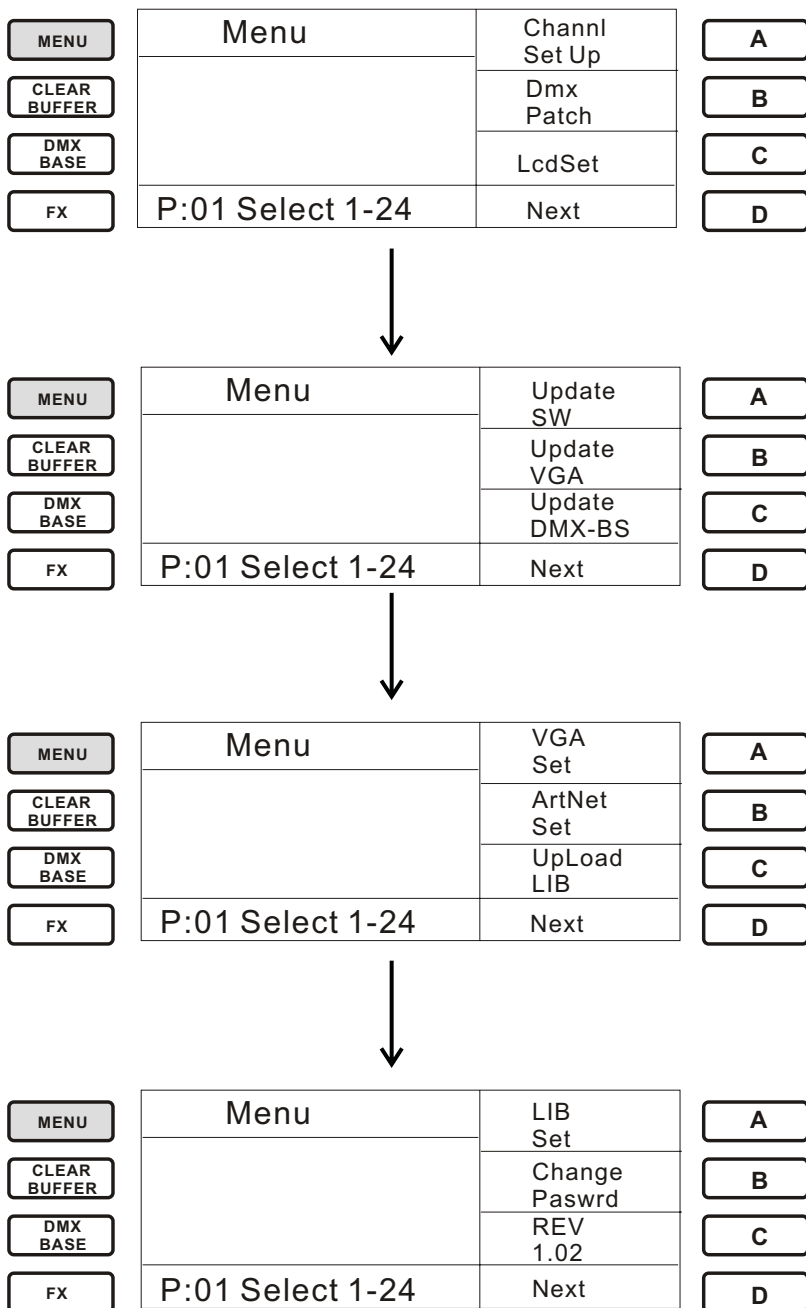 MENU
CLEAR
BUFFER
DMX
BASE
FX
Menu
P:01 Select 1-24
Channl
Set Up
Dmx
Patch
LcdSet
Next
A
B
C
D
MENU
CLEAR
BUFFER
DMX
BASE
FX
Menu
P:01 Select 1-24
Update
SW
Update
VGA
Update
DMX-BS
Next
A
B
C
D
MENU
CLEAR
BUFFER
DMX
BASE
FX
Menu
P:01 Select 1-24
VGA
Set
ArtNet
Set
UpLoad
LIB
Next
A
B
C
D
MENU
CLEAR
BUFFER
DMX
BASE
FX
Menu
P:01 Select 1-24
LIB
Set
Change
Paswrd
REV
1.02
Next
A
B
C
D